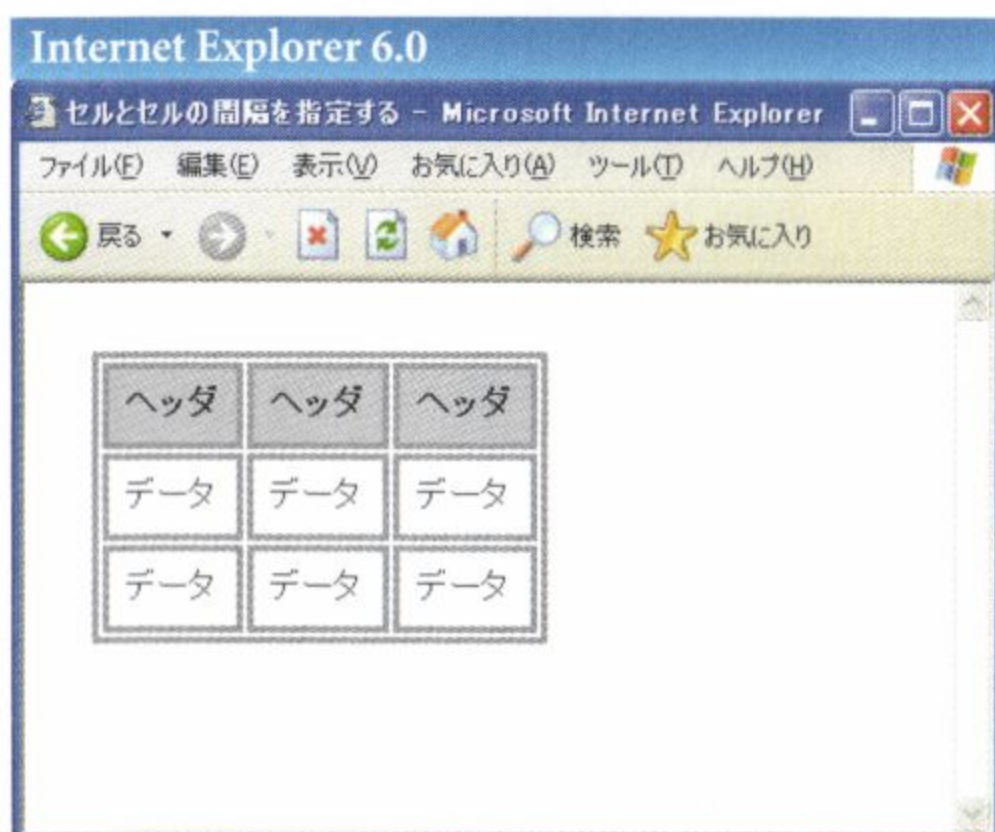 Internet Explorer 6.0
セルとセルの間隔を指定する - Microsoft Internet Explorer
ファイル(F) 編集(E) 表示(V) お気に入り(A) ツール(T) ヘルプ(H)
戻る 検索 お気に入り
ヘッダ ヘッダ ヘッダ
データ データ データ
データ データ データ